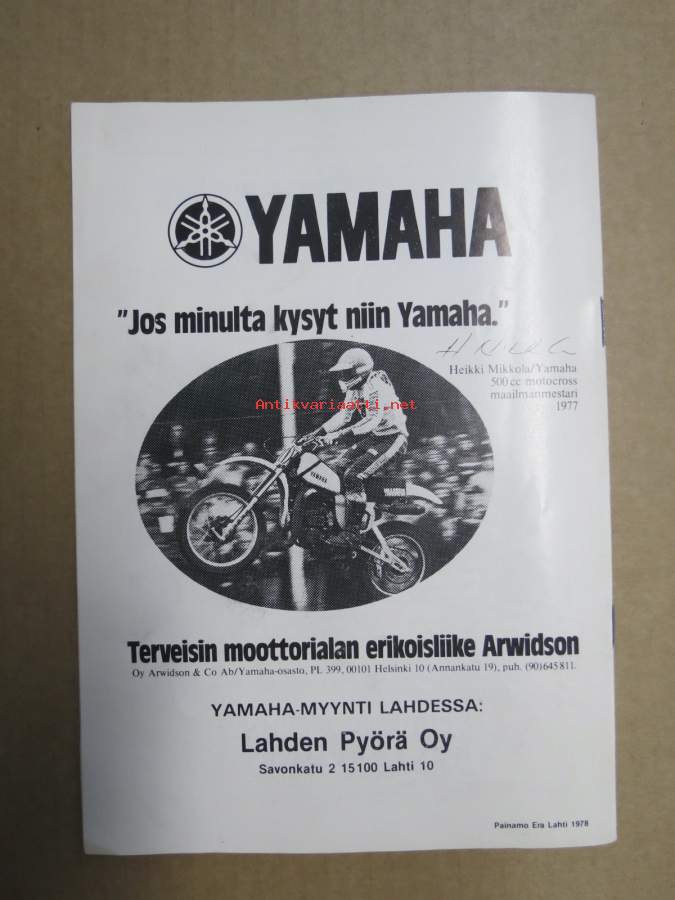 YAMAHA
"Jos minulta kysyt niin Yamaha."
Heikki Mikkola/Yamaha
500 cc motocross
maailmanmestari
1977
Antikvariaatti.net
YAMAHA
Terveisin moottorialan erikoisliike Arwidson
Oy Arwidson & Co Ab/Yamaha-osasto, PL 399, 00101 Helsinki 10 (Annankatu 19), puh. (90) 645 811.
YAMAHA-MYYNTI LAHDESSA:
Lahden Pyörä Oy
Savonkatu 2 15100 Lahti 10
Painamo Era Lahti 1978